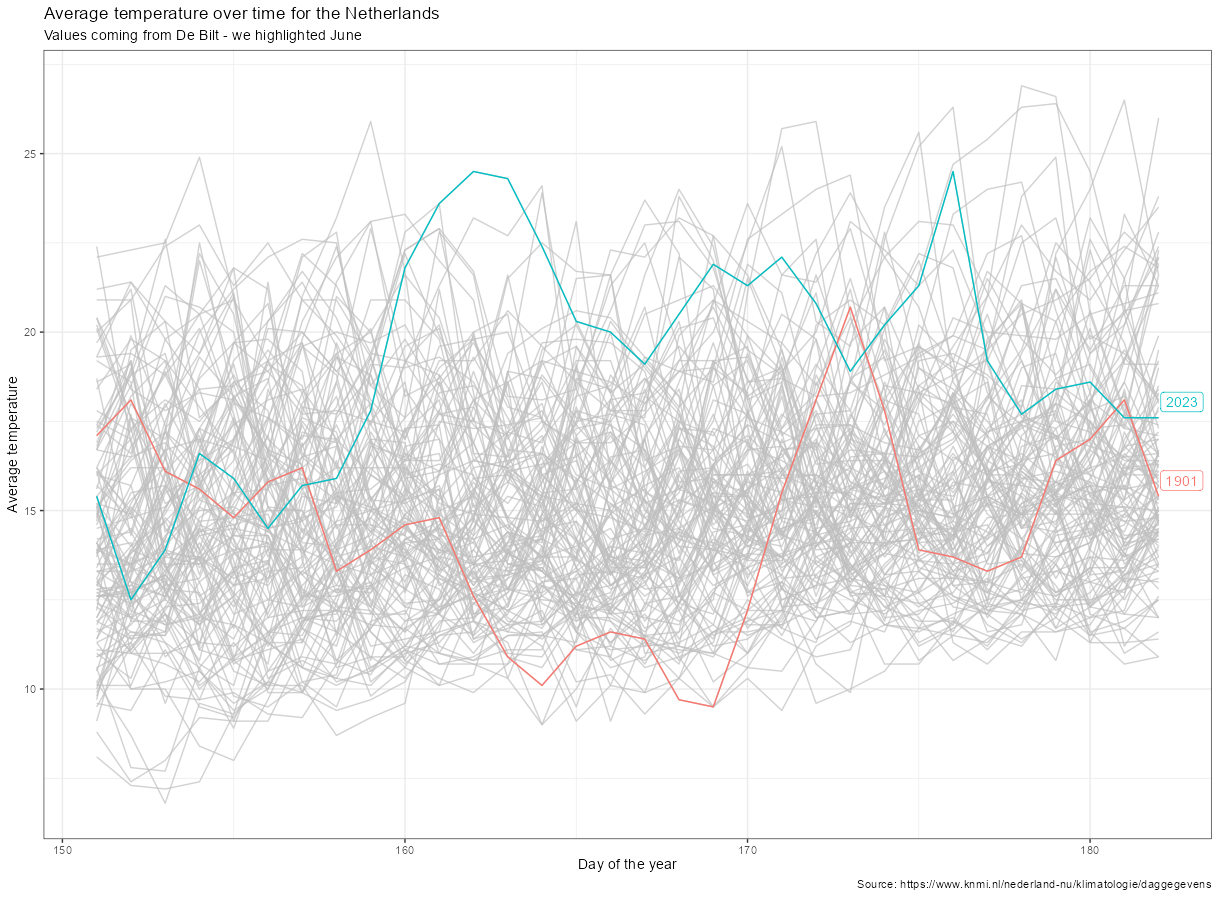 Average temperature over time for the Netherlands
Values coming from De Bilt - we highlighted June
25
20
15
10
Average temperature
2023
1901
150 160 170 180
Day of the year
Source: https://www.knmi.nl/nederland-nu/klimatologie/daggegevens